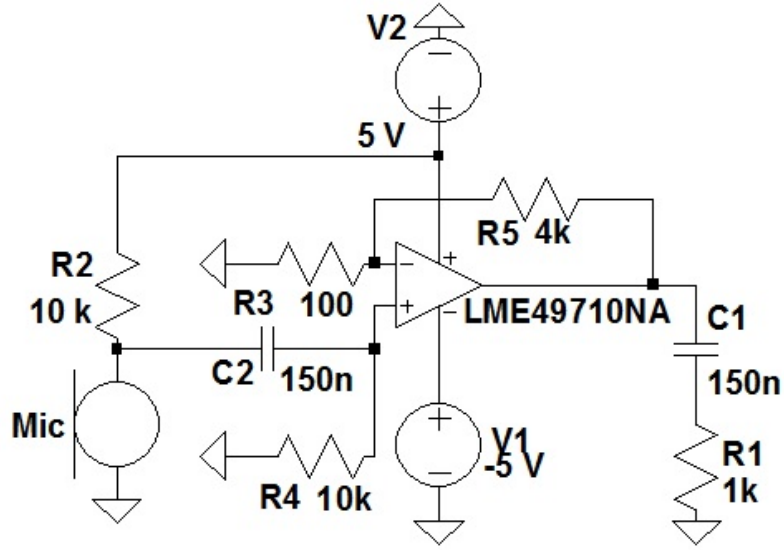 V2
−
+
5 V
R5 4k
R2
10 k
R3
100
−
+
+
−
LME49710NA
C1
150n
C2
150n
Mic
+
−
V1
-5 V
R4 10k
R1
1k